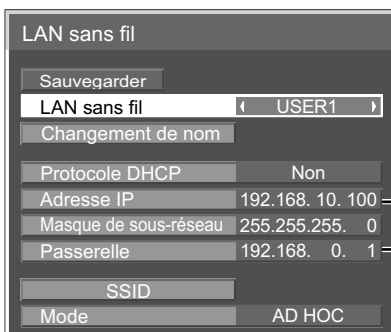 LAN sans fil
Sauvegarder
LAN sans fil USER1
Changement de nom
Protocole DHCP Non
Adresse IP 192.168. 10. 100
Masque de sous-réseau 255.255.255. 0
Passerelle 192.168. 0. 1
SSID
Mode AD HOC